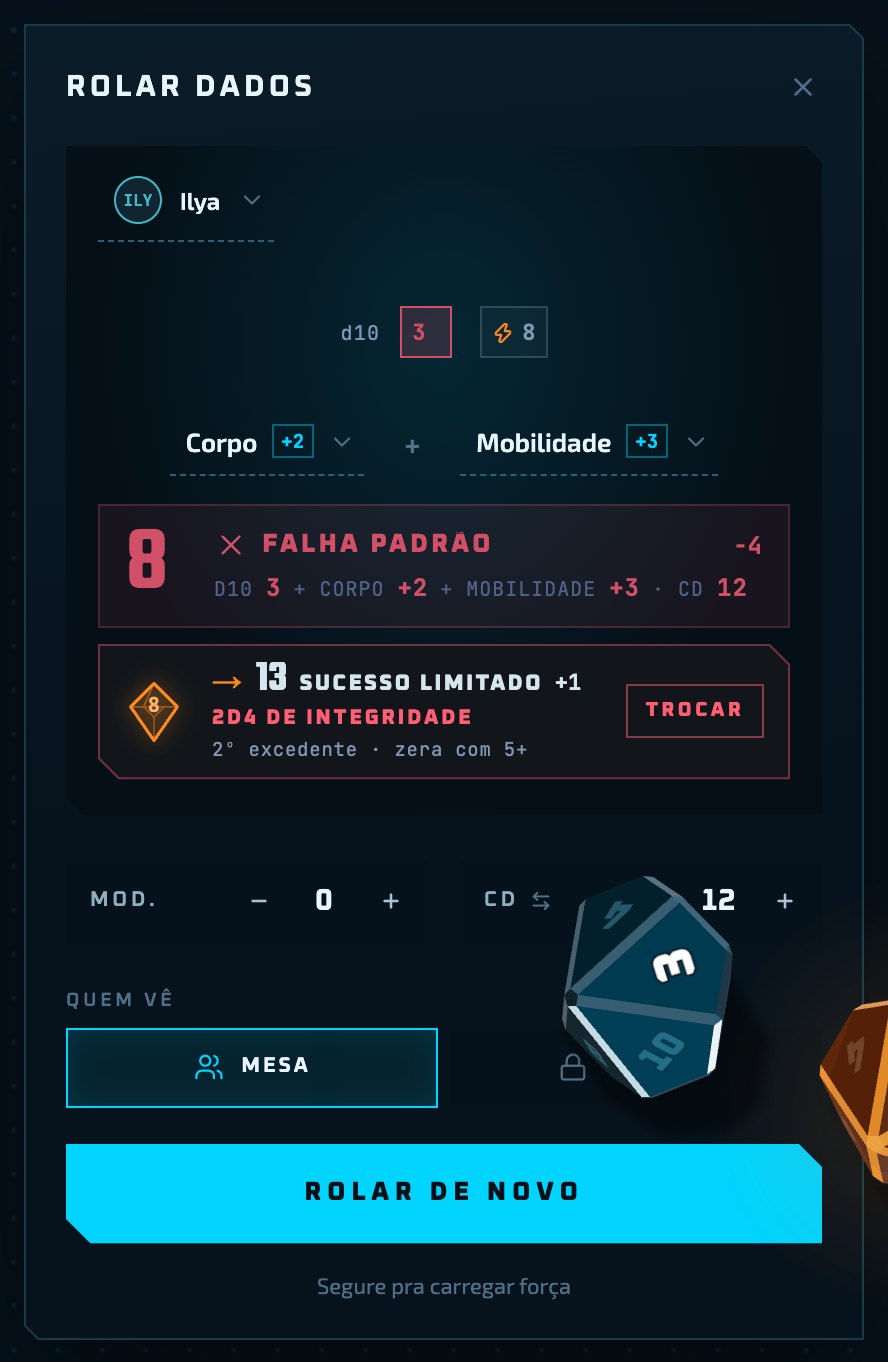 ROLAR DADOS
ILY Ilya
d10 3 8
Corpo +2 + Mobilidade +3
8 FALHA PADRÃO -4
D10 3 + CORPO +2 + MOBILIDADE +3 · CD 12
8 → 13 SUCESSO LIMITADO +1
2D4 DE INTEGRIDADE
2º excedente · zera com 5+
TROCAR
MOD. − 0 + CD ⇆ 12 +
4
3
10
QUEM VÊ
MESA
ROLAR DE NOVO
Segure pra carregar força